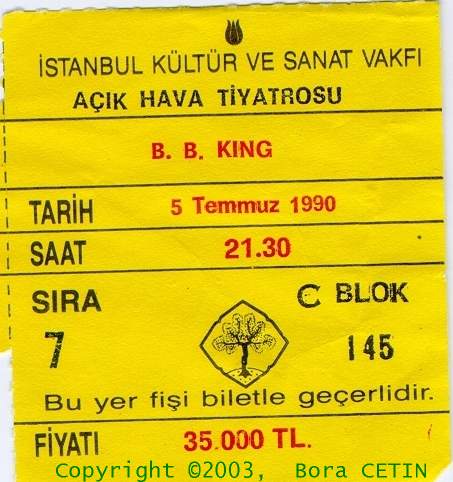 İSTANBUL KÜLTÜR VE SANAT VAKFI
AÇIK HAVA TİYATROSU
B. B. KING
TARİH 5 Temmuz 1990
SAAT 21.30
SIRA C BLOK
7 145
Bu yer fişi biletle geçerlidir.
FİYATI 35.000 TL.
Copyright ©2003, Bora CETIN